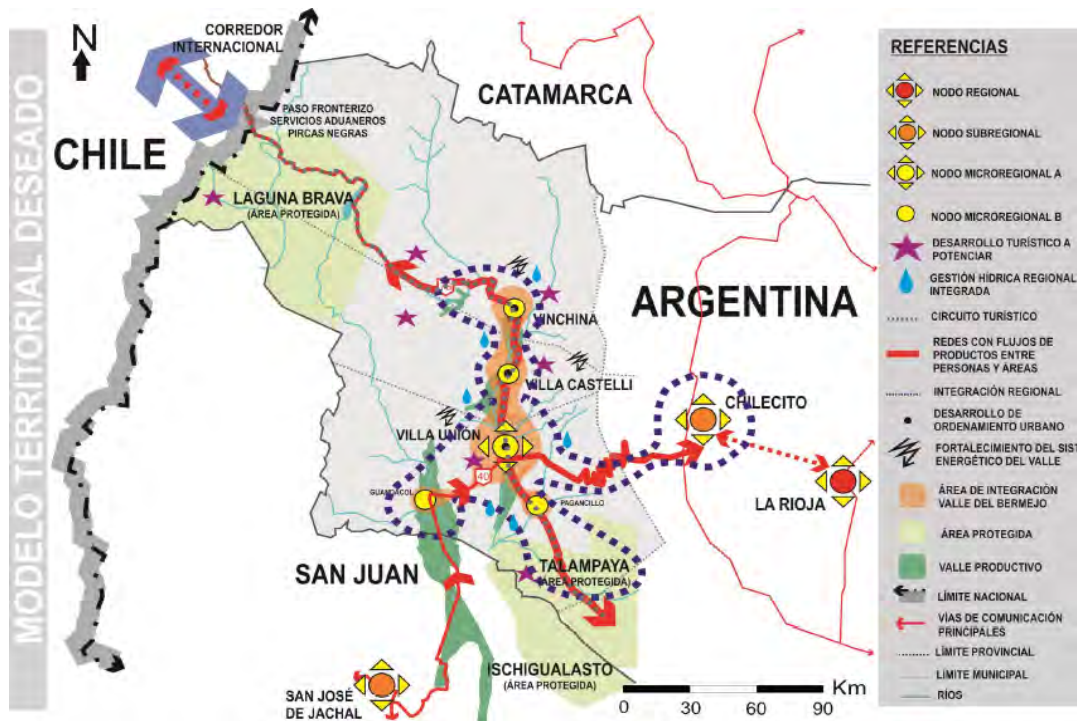 MODELO TERRITORIAL DESEADO
N
CORREDOR
INTERNACIONAL
PASO FRONTERIZO
SERVICIOS ADUANEROS
PIRCAS NEGRAS
CHILE
CATAMARCA
LAGUNA BRAVA
(ÁREA PROTEGIDA)
ARGENTINA
VINCHINA
VILLA CASTELLI
CHILECITO
VILLA UNIÓN
40
GUANDACOL
PAGANCILLO
LA RIOJA
SAN JUAN
TALAMPAYA
(ÁREA PROTEGIDA)
ISCHIGUALASTO
(ÁREA PROTEGIDA)
SAN JOSÉ
DE JACHAL
Km
0 30 60 90
REFERENCIAS
NODO REGIONAL
NODO SUBREGIONAL
NODO MICROREGIONAL A
NODO MICROREGIONAL B
DESARROLLO TURÍSTICO A
POTENCIAR
GESTIÓN HÍDRICA REGIONAL
INTEGRADA
CIRCUITO TURÍSTICO
REDES CON FLUJOS DE
PRODUCTOS ENTRE
PERSONAS Y ÁREAS
INTEGRACIÓN REGIONAL
DESARROLLO DE
ORDENAMIENTO URBANO
FORTALECIMIENTO DEL SIST
ENERGÉTICO DEL VALLE
ÁREA DE INTEGRACIÓN
VALLE DEL BERMEJO
ÁREA PROTEGIDA
VALLE PRODUCTIVO
LÍMITE NACIONAL
VÍAS DE COMUNICACIÓN
PRINCIPALES
LÍMITE PROVINCIAL
LÍMITE MUNICIPAL
RÍOS